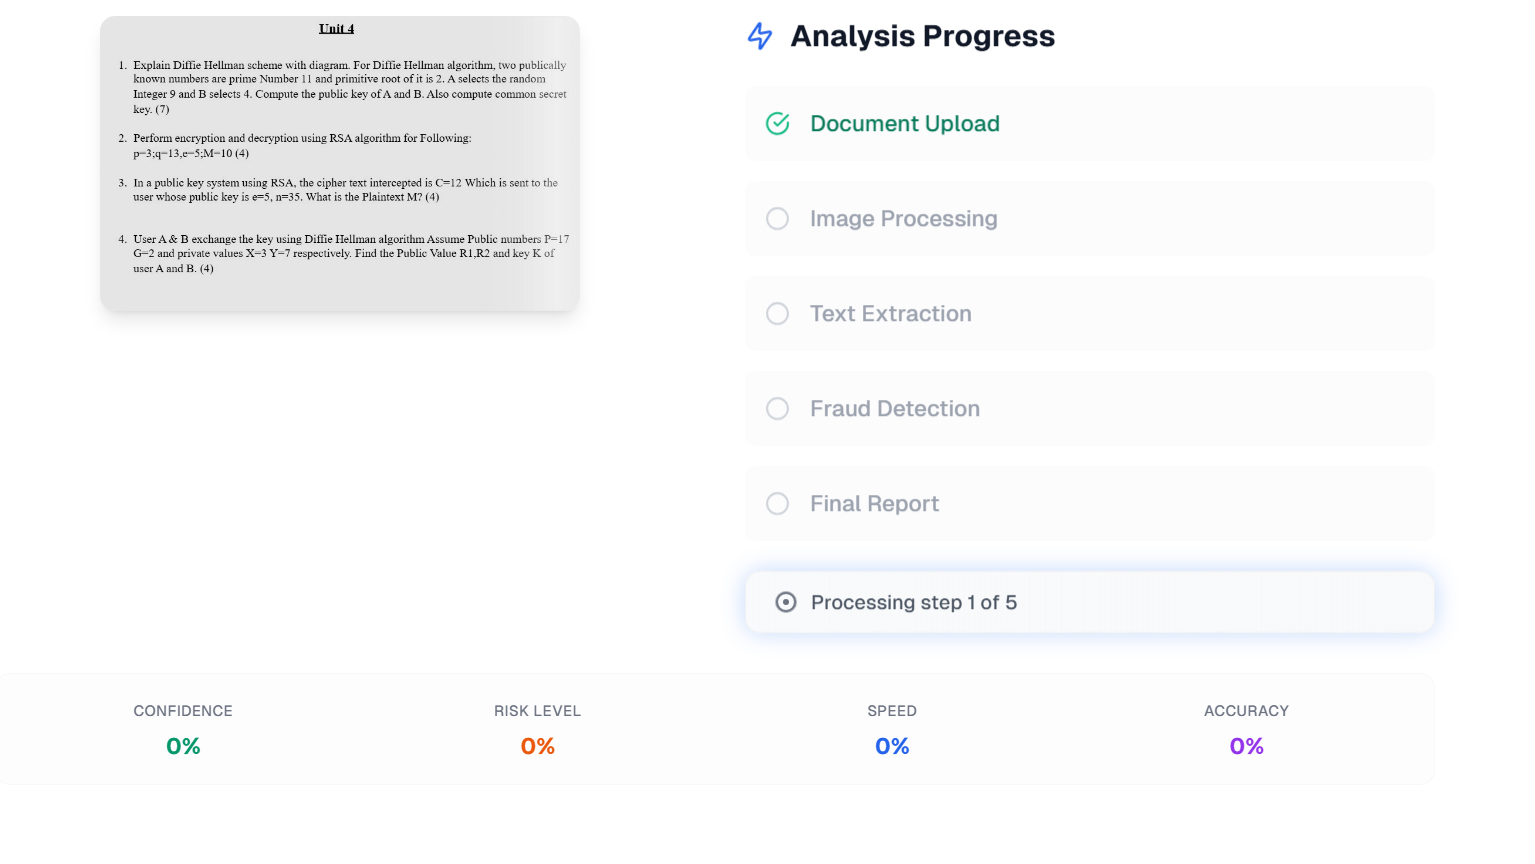 Unit 4
1. Explain Diffie Hellman scheme with diagram. For Diffie Hellman algorithm, two publically
known numbers are prime Number 11 and primitive root of it is 2. A selects the random
Integer 9 and B selects 4. Compute the public key of A and B. Also compute common secret
key. (7)
2. Perform encryption and decryption using RSA algorithm for Following:
p=3;q=13,e=5;M=10 (4)
3. In a public key system using RSA, the cipher text intercepted is C=12 Which is sent to the
user whose public key is e=5, n=35. What is the Plaintext M? (4)
4. User A & B exchange the key using Diffie Hellman algorithm Assume Public numbers P=17
G=2 and private values X=3 Y=7 respectively. Find the Public Value R1,R2 and key K of
user A and B. (4)
Analysis Progress
Document Upload
Image Processing
Text Extraction
Fraud Detection
Final Report
Processing step 1 of 5
CONFIDENCE
0%
RISK LEVEL
0%
SPEED
0%
ACCURACY
0%